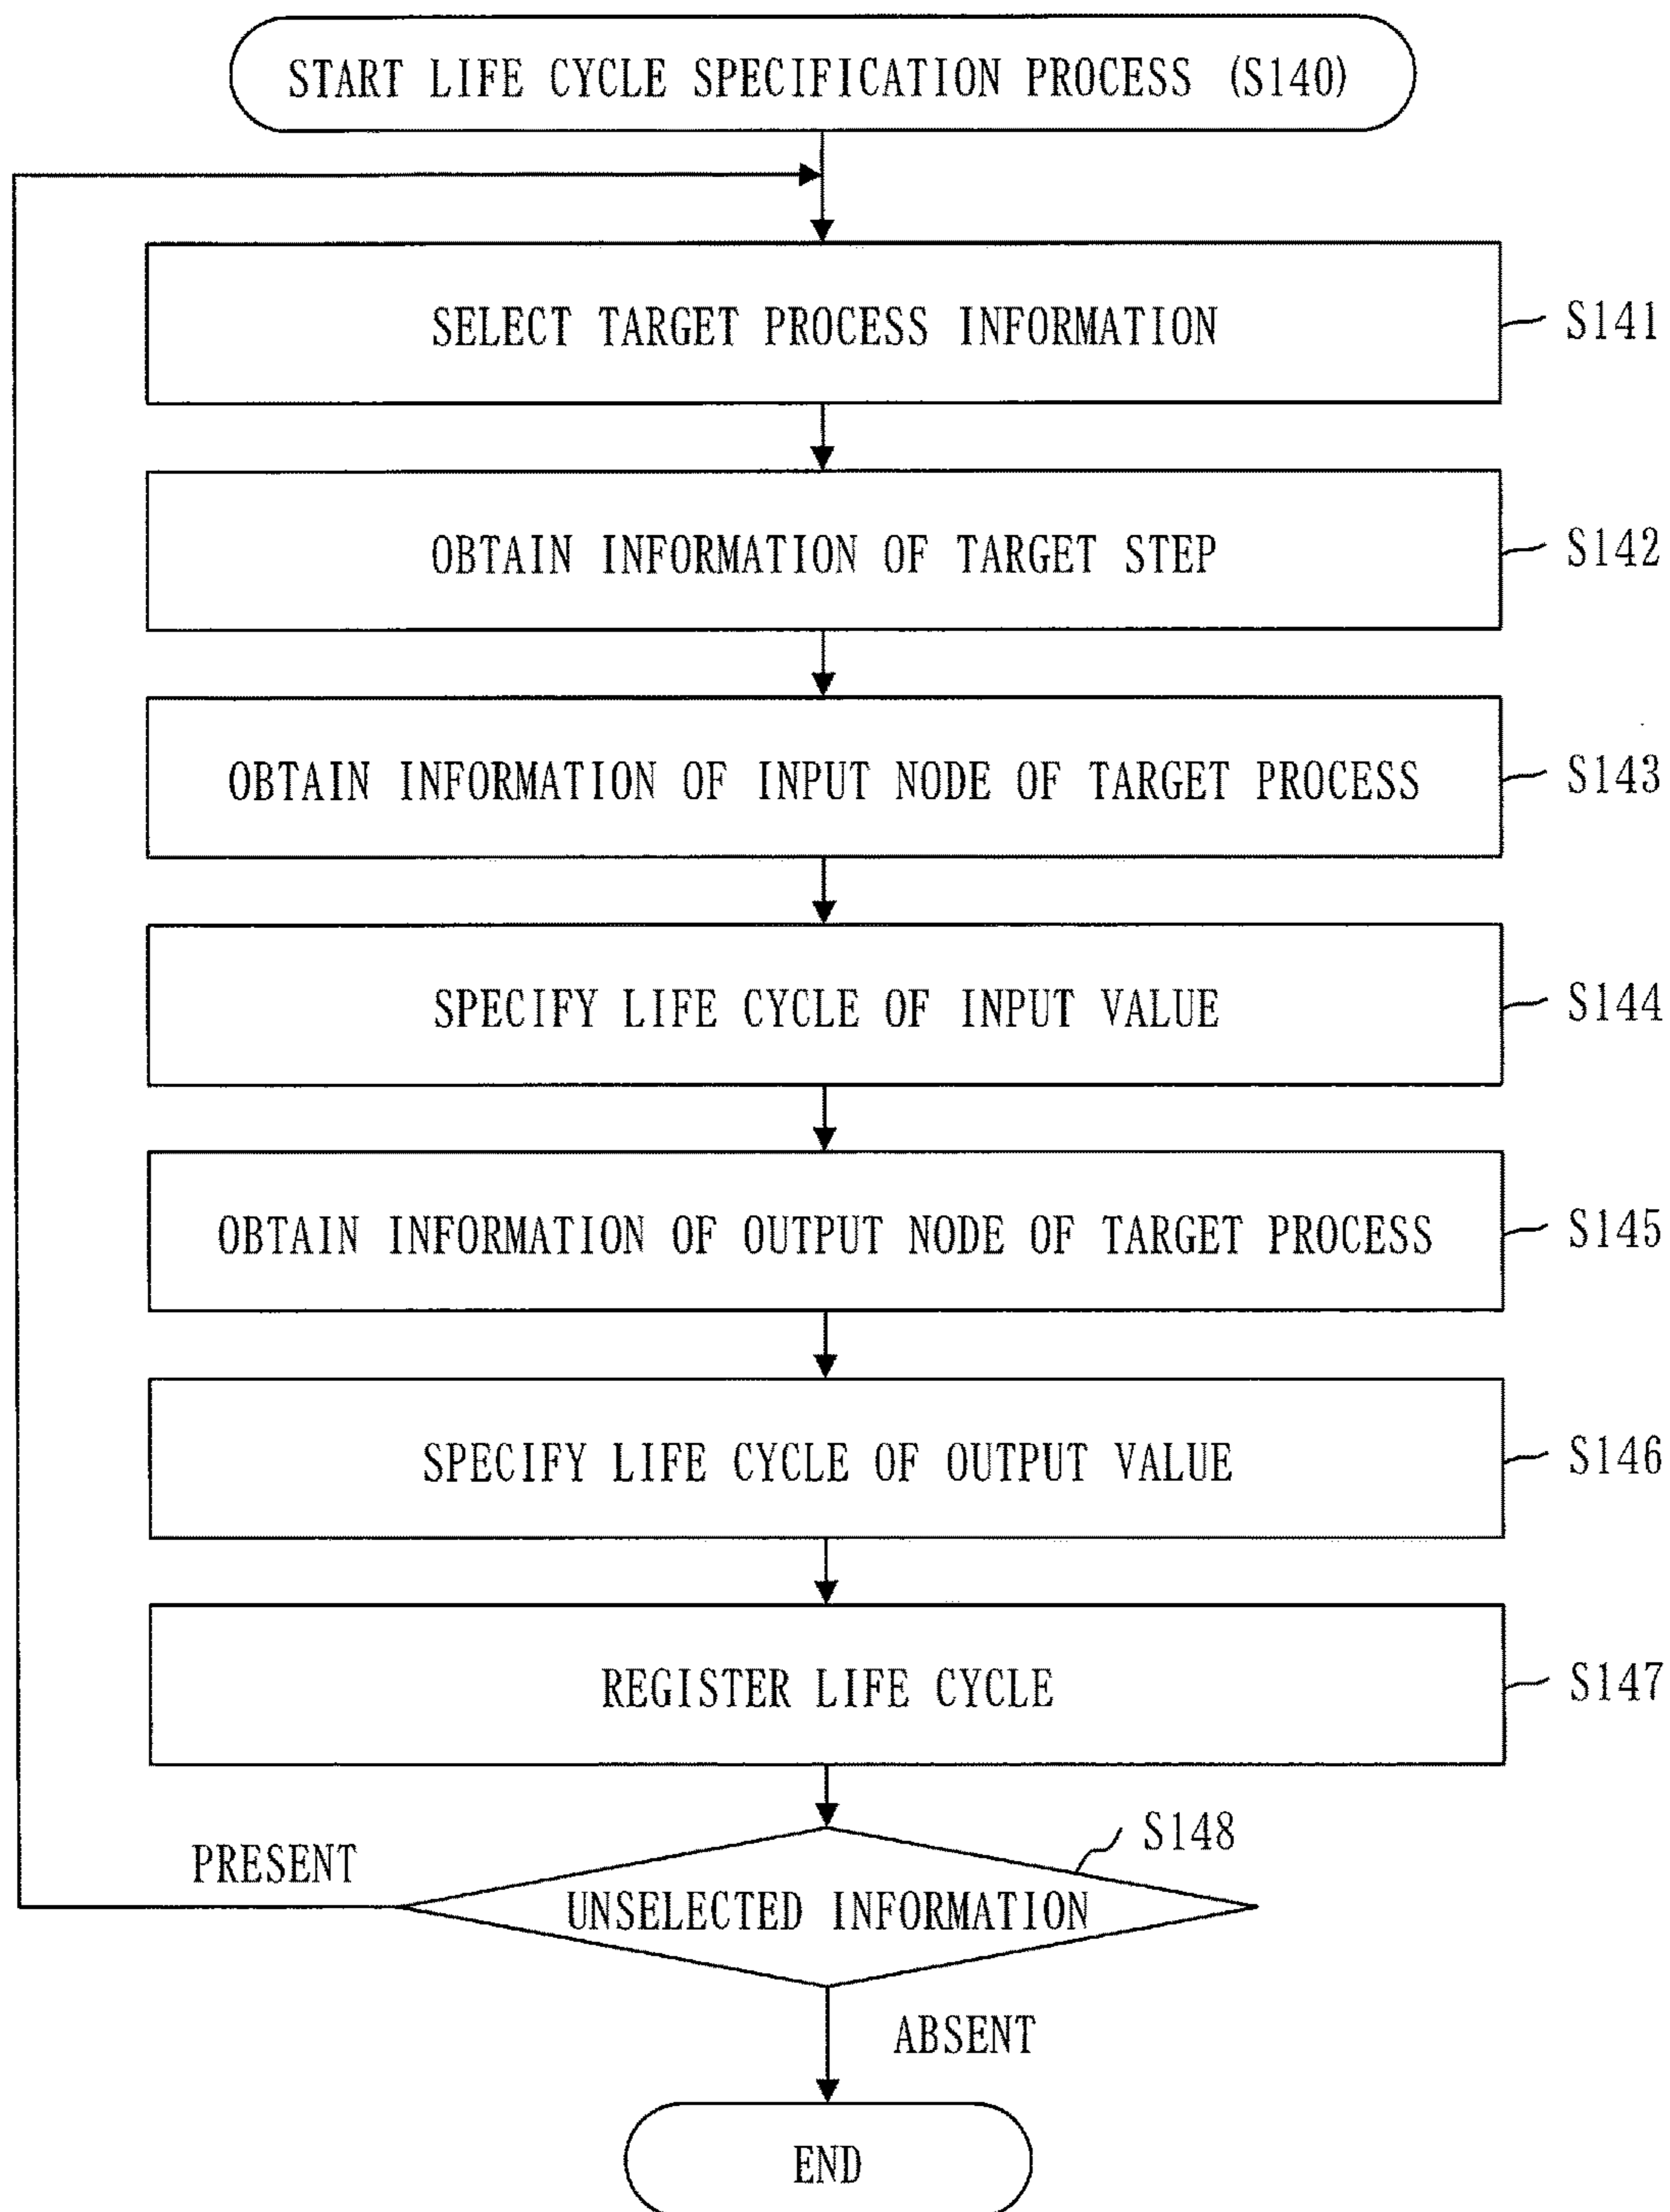 START LIFE CYCLE SPECIFICATION PROCESS (S140)
SELECT TARGET PROCESS INFORMATION
S141
OBTAIN INFORMATION OF TARGET STEP
S142
OBTAIN INFORMATION OF INPUT NODE OF TARGET PROCESS
S143
SPECIFY LIFE CYCLE OF INPUT VALUE
S144
OBTAIN INFORMATION OF OUTPUT NODE OF TARGET PROCESS
S145
SPECIFY LIFE CYCLE OF OUTPUT VALUE
S146
REGISTER LIFE CYCLE
S147
S148
PRESENT
UNSELECTED INFORMATION
ABSENT
END